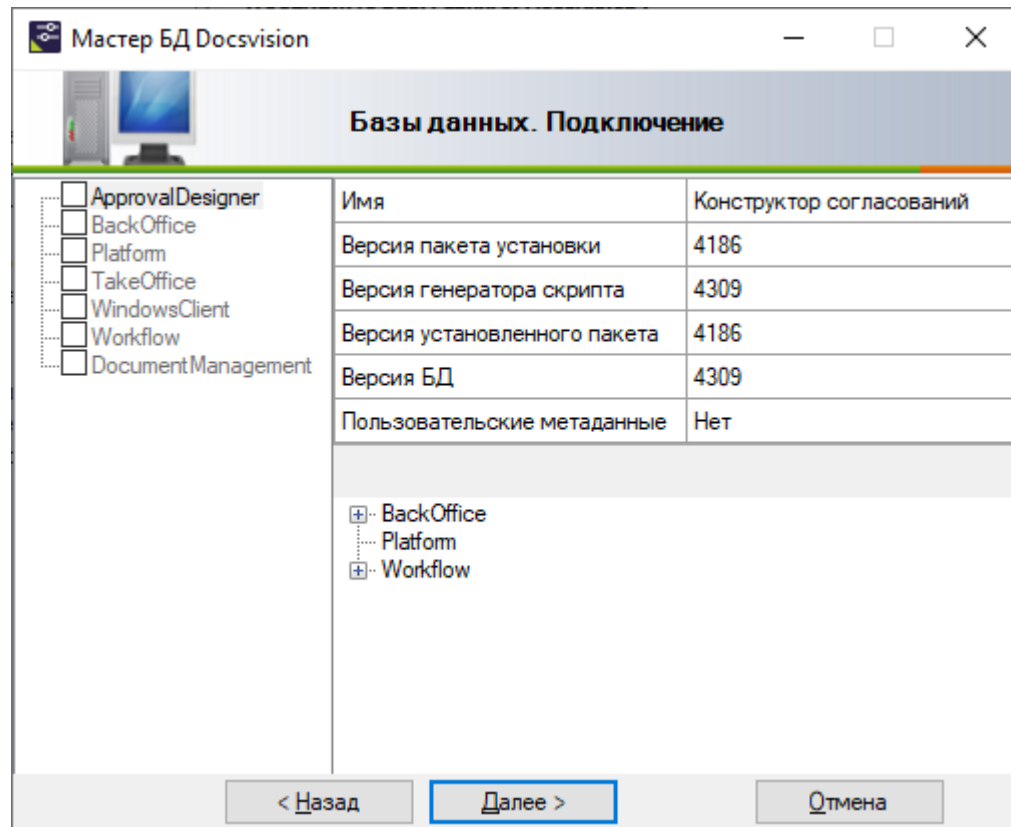 Мастер БД Docsvision
Базы данных. Подключение
ApprovalDesigner
BackOffice
Platform
TakeOffice
WindowsClient
Workflow
DocumentManagement
Имя Конструктор согласований
Версия пакета установки 4186
Версия генератора скрипта 4309
Версия установленного пакета 4186
Версия БД 4309
Пользовательские метаданные Нет
BackOffice
Platform
Workflow
< Назад Далее > Отмена